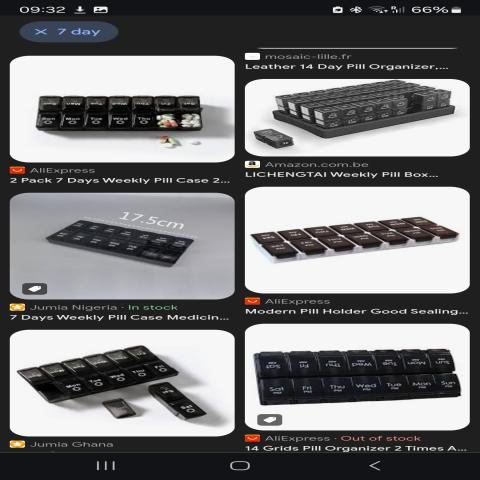 09:32
66%
× 7 day
AliExpress
2 Pack 7 Days Weekly Pill Case 2...
17.5cm
Jumia Nigeria · In stock
7 Days Weekly Pill Case Medicin...
Mon
Jumia Ghana
mosaic-lille.fr
Leather 14 Day Pill Organizer,...
Amazon.com.be
LICHENGTAI Weekly Pill Box...
AliExpress
Modern Pill Holder Good Sealing...
Sat Fri Thu Wed Tue Mon Sun
AliExpress · Out of stock
14 Grids Pill Organizer 2 Times A...